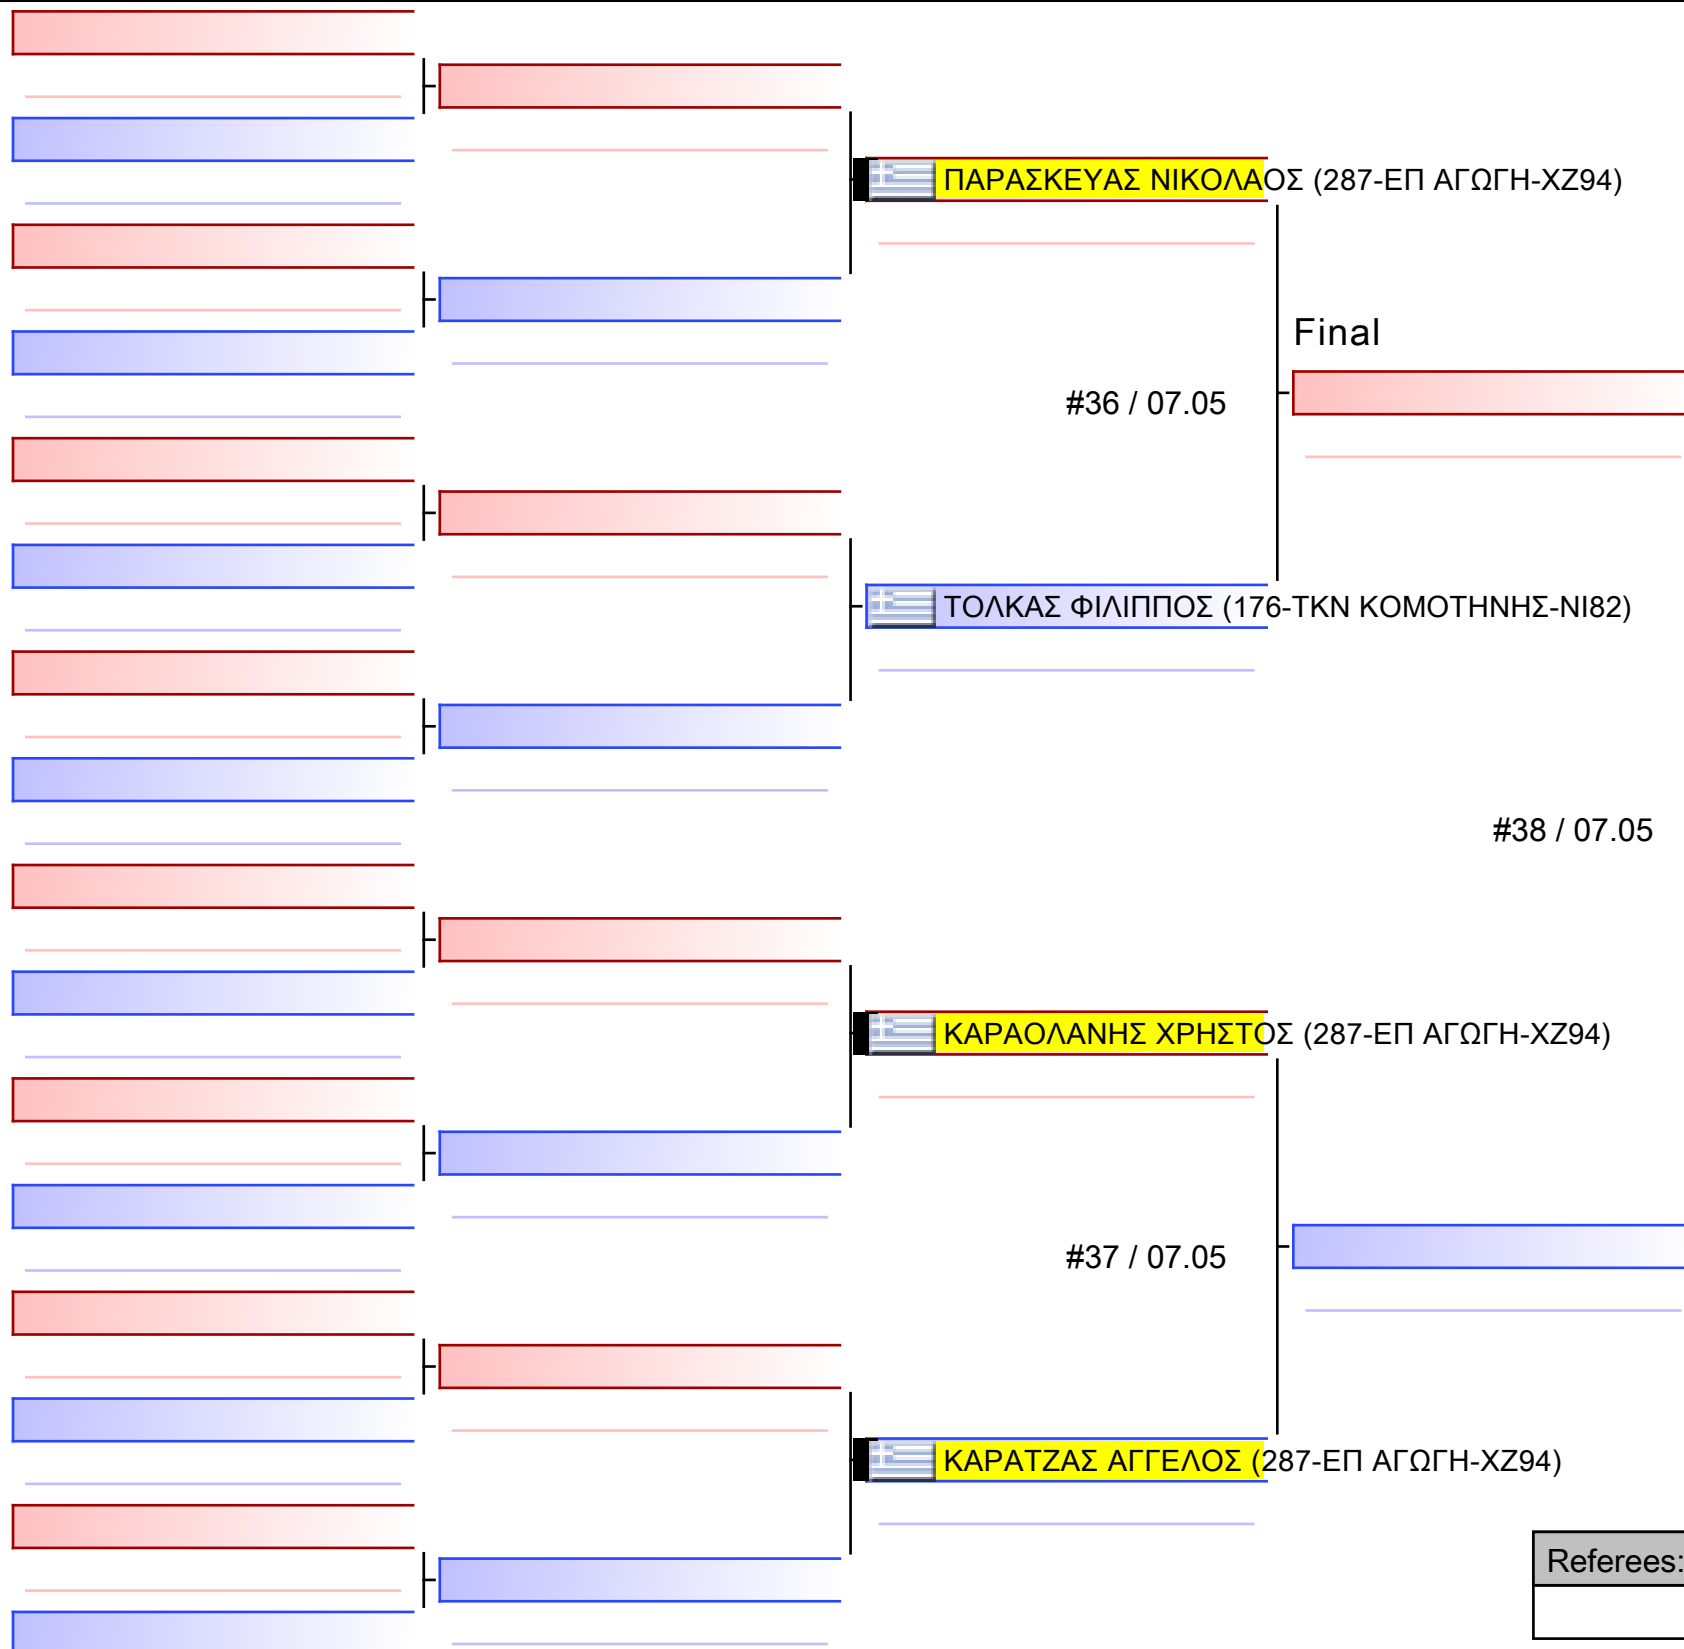 ΠΑΡΑΣΚΕΥΑΣ ΝΙΚΟΛΑΟΣ (287-ΕΠ ΑΓΩΓΗ-ΧΖ94)
Final
#36 / 07.05
ΤΟΛΚΑΣ ΦΙΛΙΠΠΟΣ (176-ΤΚΝ ΚΟΜΟΤΗΝΗΣ-ΝΙ82)
#38 / 07.05
ΚΑΡΑΟΛΑΝΗΣ ΧΡΗΣΤΟΣ (287-ΕΠ ΑΓΩΓΗ-ΧΖ94)
#37 / 07.05
ΚΑΡΑΤΖΑΣ ΑΓΓΕΛΟΣ (287-ΕΠ ΑΓΩΓΗ-ΧΖ94)
Referees: